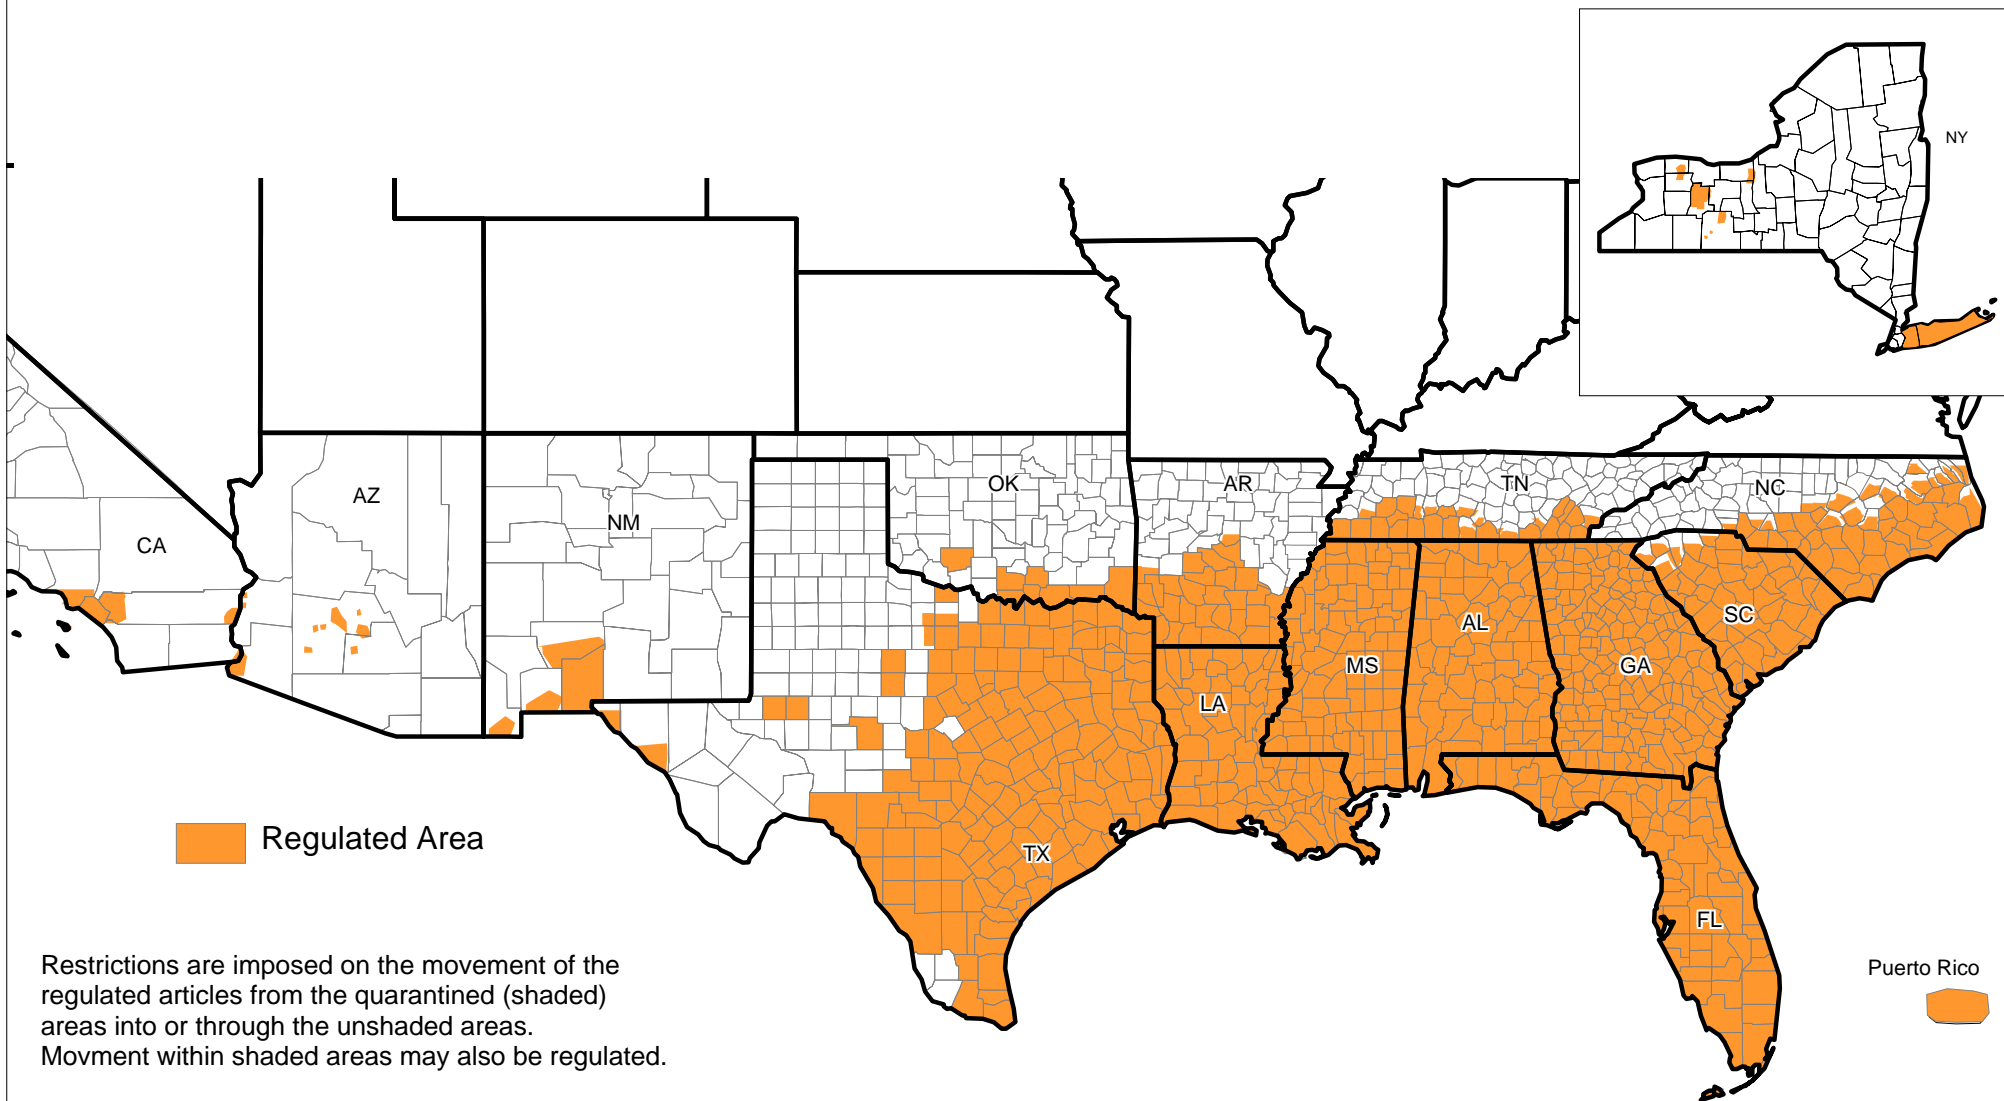 NY
CA
AZ
NM
OK
AR
TN
NC
SC
AL
GA
MS
LA
TX
FL
Regulated Area
Puerto Rico
Restrictions are imposed on the movement of the
regulated articles from the quarantined (shaded)
areas into or through the unshaded areas.
Movment within shaded areas may also be regulated.